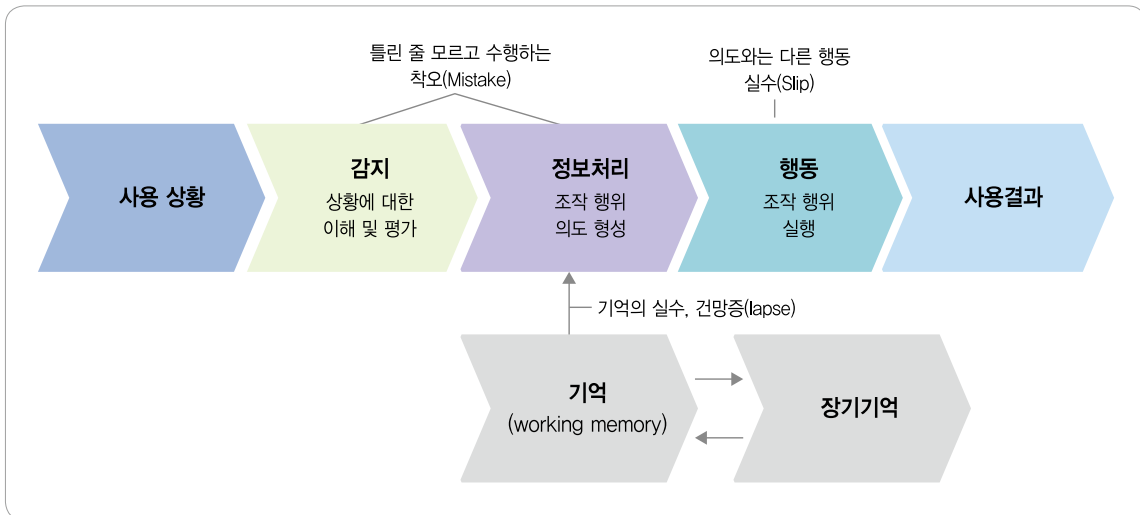 틀린 줄 모르고 수행하는
착오(Mistake)
의도와는 다른 행동
실수(Slip)
사용 상황
감지
상황에 대한
이해 및 평가
정보처리
조작 행위
의도 형성
행동
조작 행위
실행
사용결과
기억의 실수, 건망증(lapse)
기억
(working memory)
장기기억